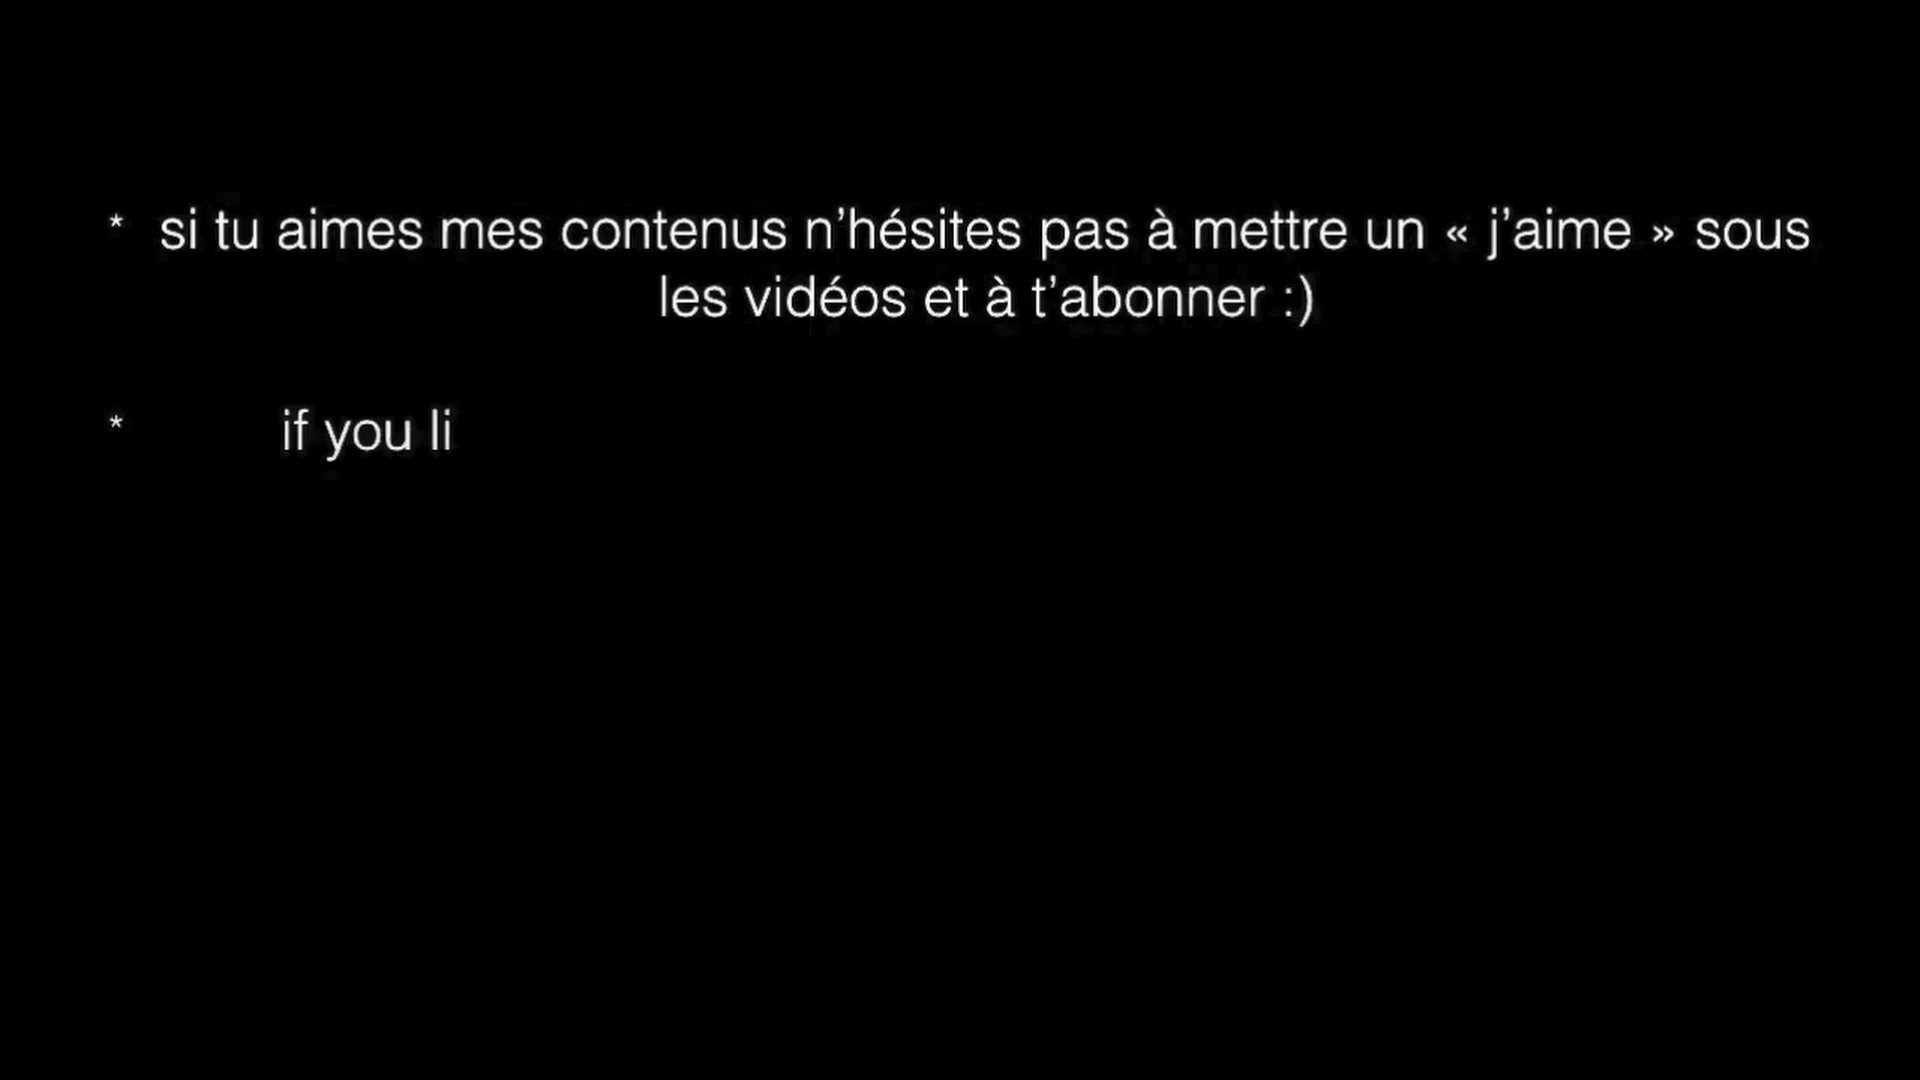 * si tu aimes mes contenus n’hésites pas à mettre un « j’aime » sous
les vidéos et à t’abonner :)
* if you li